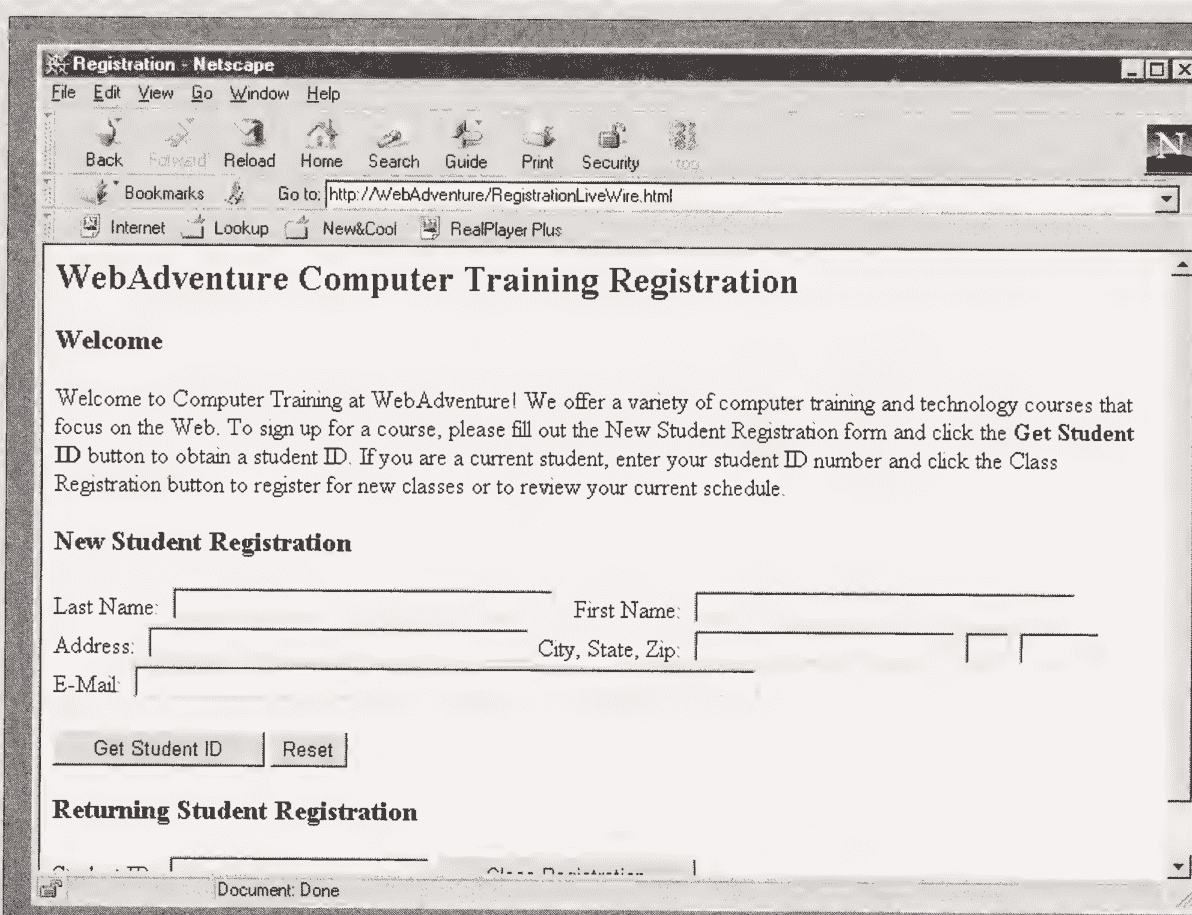 Registration - Netscape
File Edit View Go Window Help
Back Forward Reload Home Search Guide Print Security Stop
Bookmarks Go to: http://WebAdventure/RegistrationLiveWire.html
Internet Lookup New&Cool RealPlayer Plus
WebAdventure Computer Training Registration
Welcome
Welcome to Computer Training at WebAdventure! We offer a variety of computer training and technology courses that
focus on the Web. To sign up for a course, please fill out the New Student Registration form and click the Get Student
ID button to obtain a student ID. If you are a current student, enter your student ID number and click the Class
Registration button to register for new classes or to review your current schedule.
New Student Registration
Last Name: First Name:
Address: City, State, Zip:
E-Mail:
Get Student ID Reset
Returning Student Registration
Student ID Class Registration
Document: Done